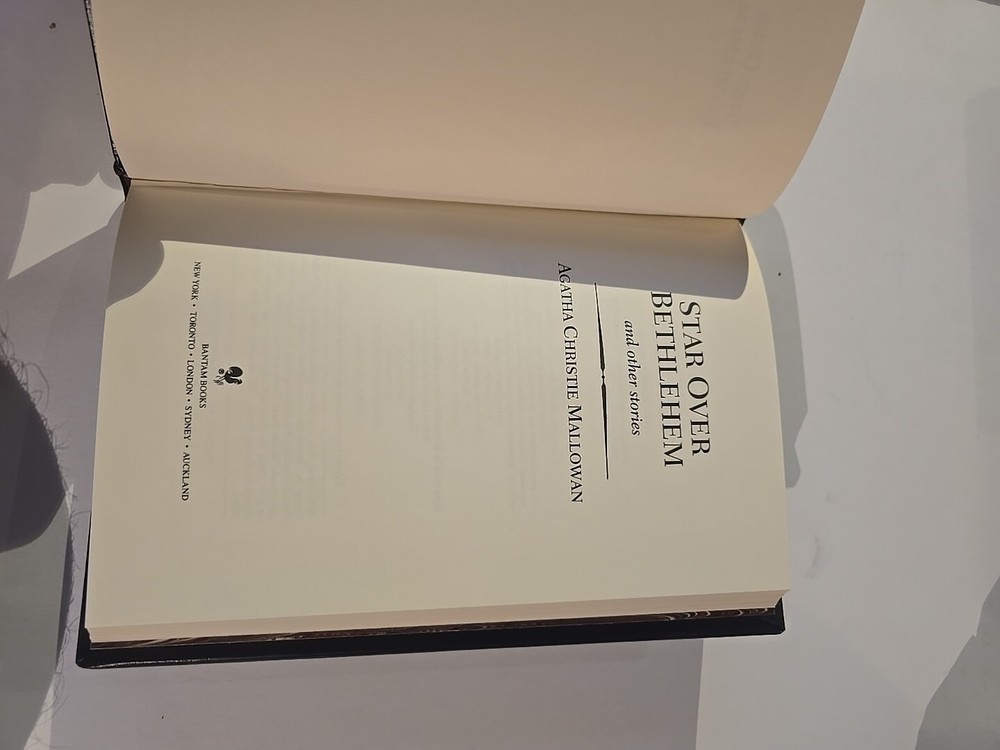 STAR OVER
BETHLEHEM
and other stories
AGATHA CHRISTIE MALLOWAN
BANTAM BOOKS
NEW YORK • TORONTO • LONDON • SYDNEY • AUCKLAND